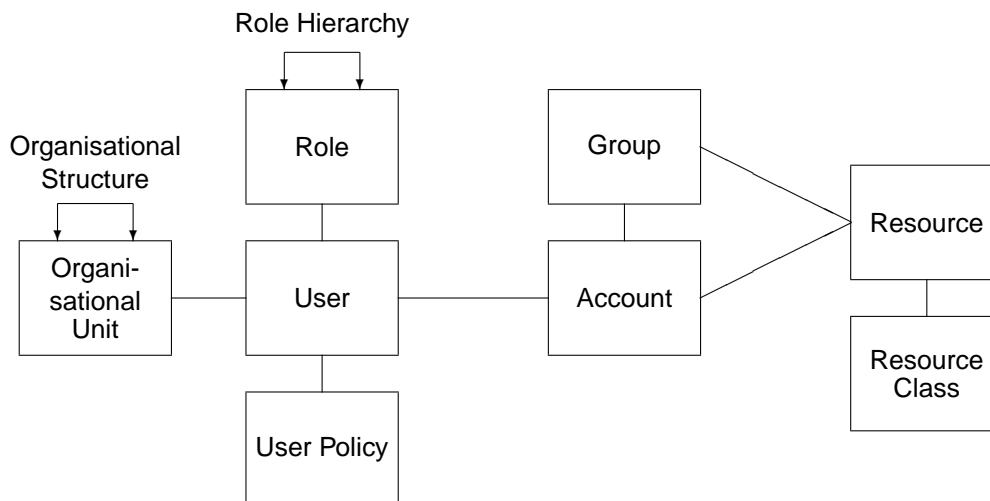 Role Hierarchy
Role
Group
Organisational
Structure
Resource
Organi-
sational
Unit
User
Account
Resource
Class
User Policy